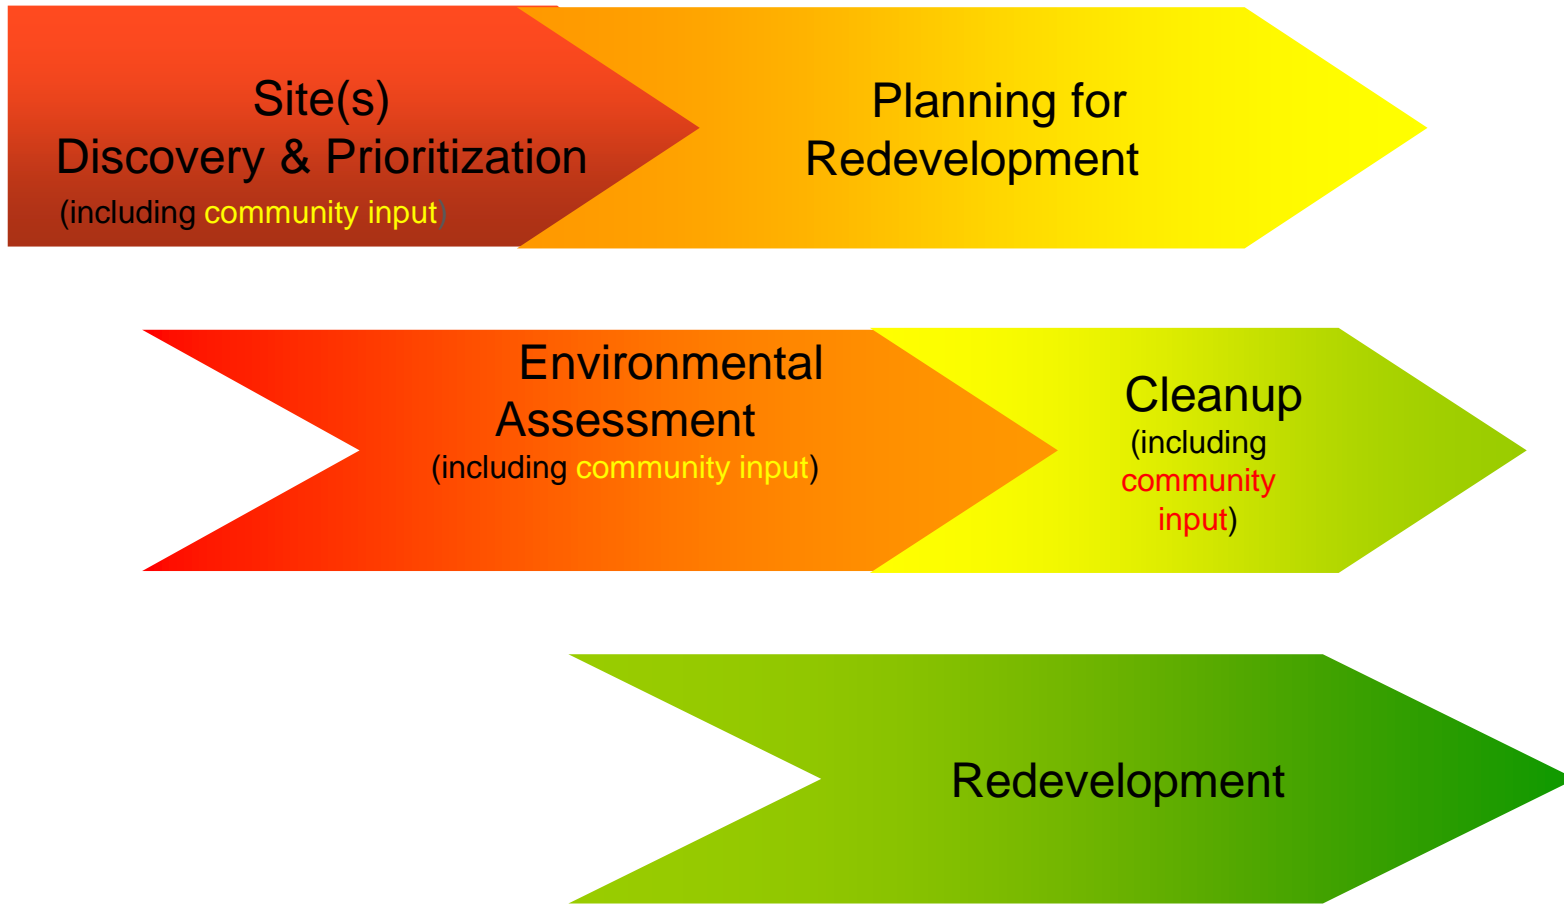 Site(s)
Discovery & Prioritization
(including community input)
Planning for
Redevelopment
Environmental
Assessment
(including community input)
Cleanup
(including
community
input)
Redevelopment